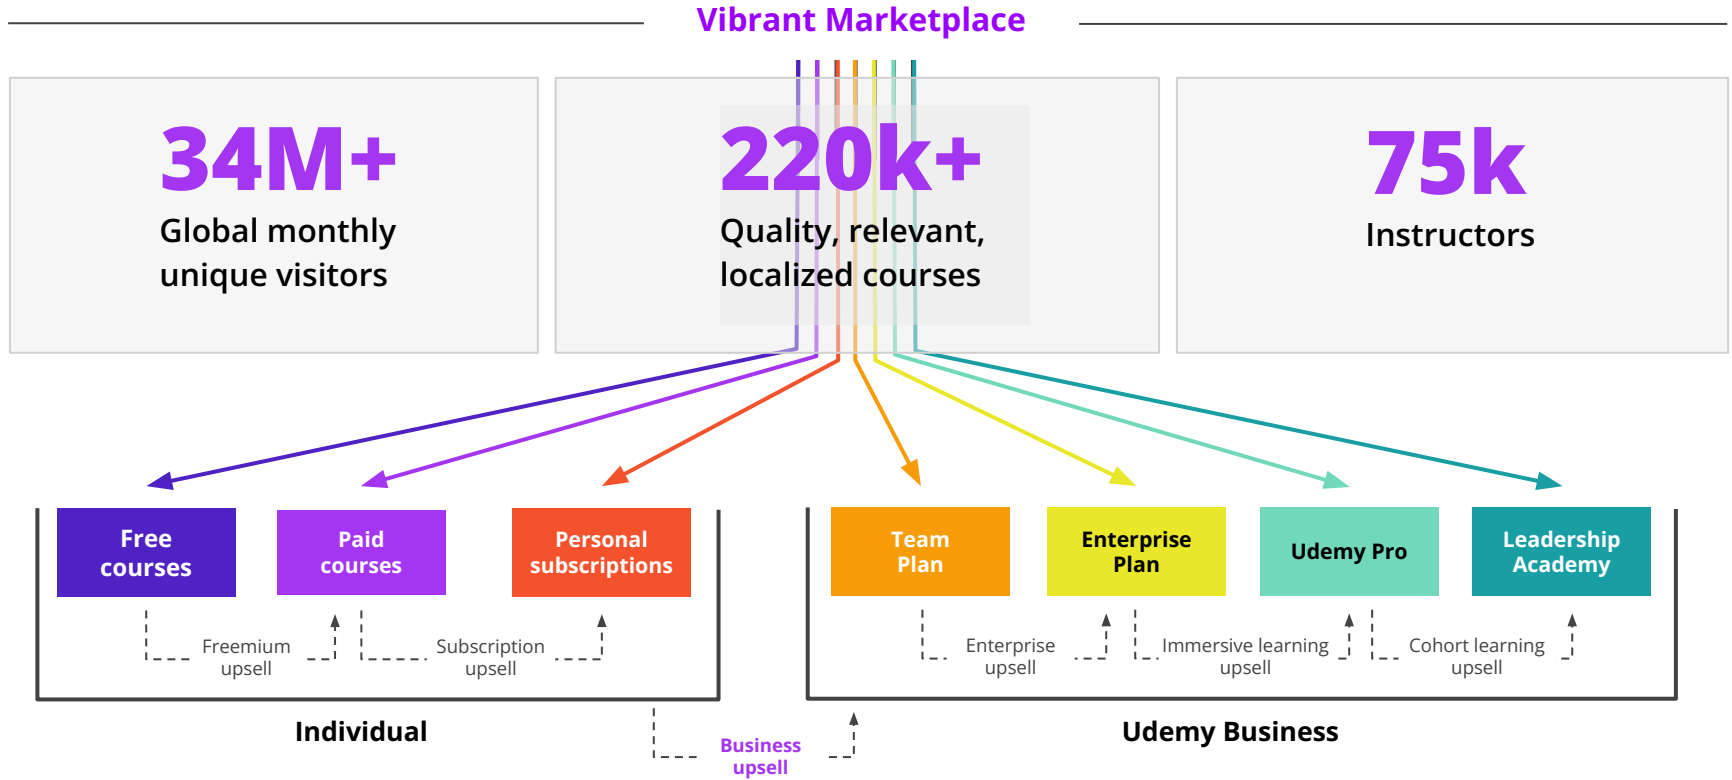 Vibrant Marketplace
34M+
Global monthly
unique visitors
220k+
Quality, relevant,
localized courses
75k
Instructors
Free
courses
Paid
courses
Personal
subscriptions
Team
Plan
Enterprise
Plan
Udemy Pro
Leadership
Academy
Freemium
upsell
Subscription
upsell
Enterprise
upsell
Immersive learning
upsell
Cohort learning
upsell
Individual
Udemy Business
Business
upsell